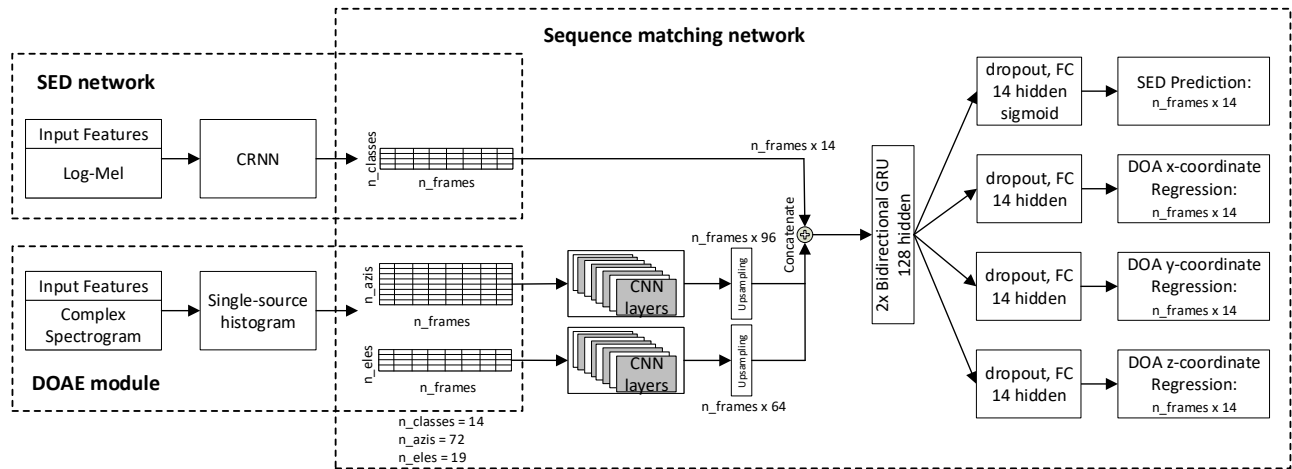 Sequence matching network
SED network
Input Features
Log-Mel
CRNN
n_classes
n_frames
n_frames x 14
DOAE module
Input Features
Complex
Spectrogram
Single-source
histogram
n_azis
n_frames
n_eles
n_frames
n_classes = 14
n_azis = 72
n_eles = 19
CNN
layers
CNN
layers
n_frames x 96
Upsampling
Upsampling
n_frames x 64
Concatenate
2x Bidirectional GRU
128 hidden
dropout, FC
14 hidden
sigmoid
SED Prediction:
n_frames x 14
dropout, FC
14 hidden
DOA x-coordinate
Regression:
n_frames x 14
dropout, FC
14 hidden
DOA y-coordinate
Regression:
n_frames x 14
dropout, FC
14 hidden
DOA z-coordinate
Regression:
n_frames x 14